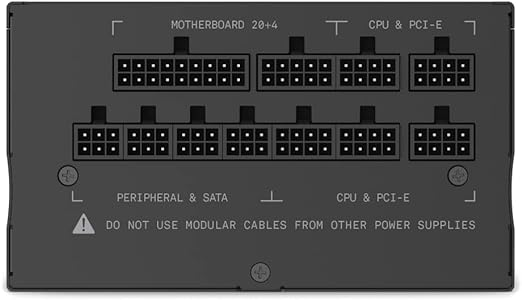 MOTHERBOARD 20+4
CPU & PCI-E
PERIPHERAL & SATA
CPU & PCI-E
DO NOT USE MODULAR CABLES FROM OTHER POWER SUPPLIES